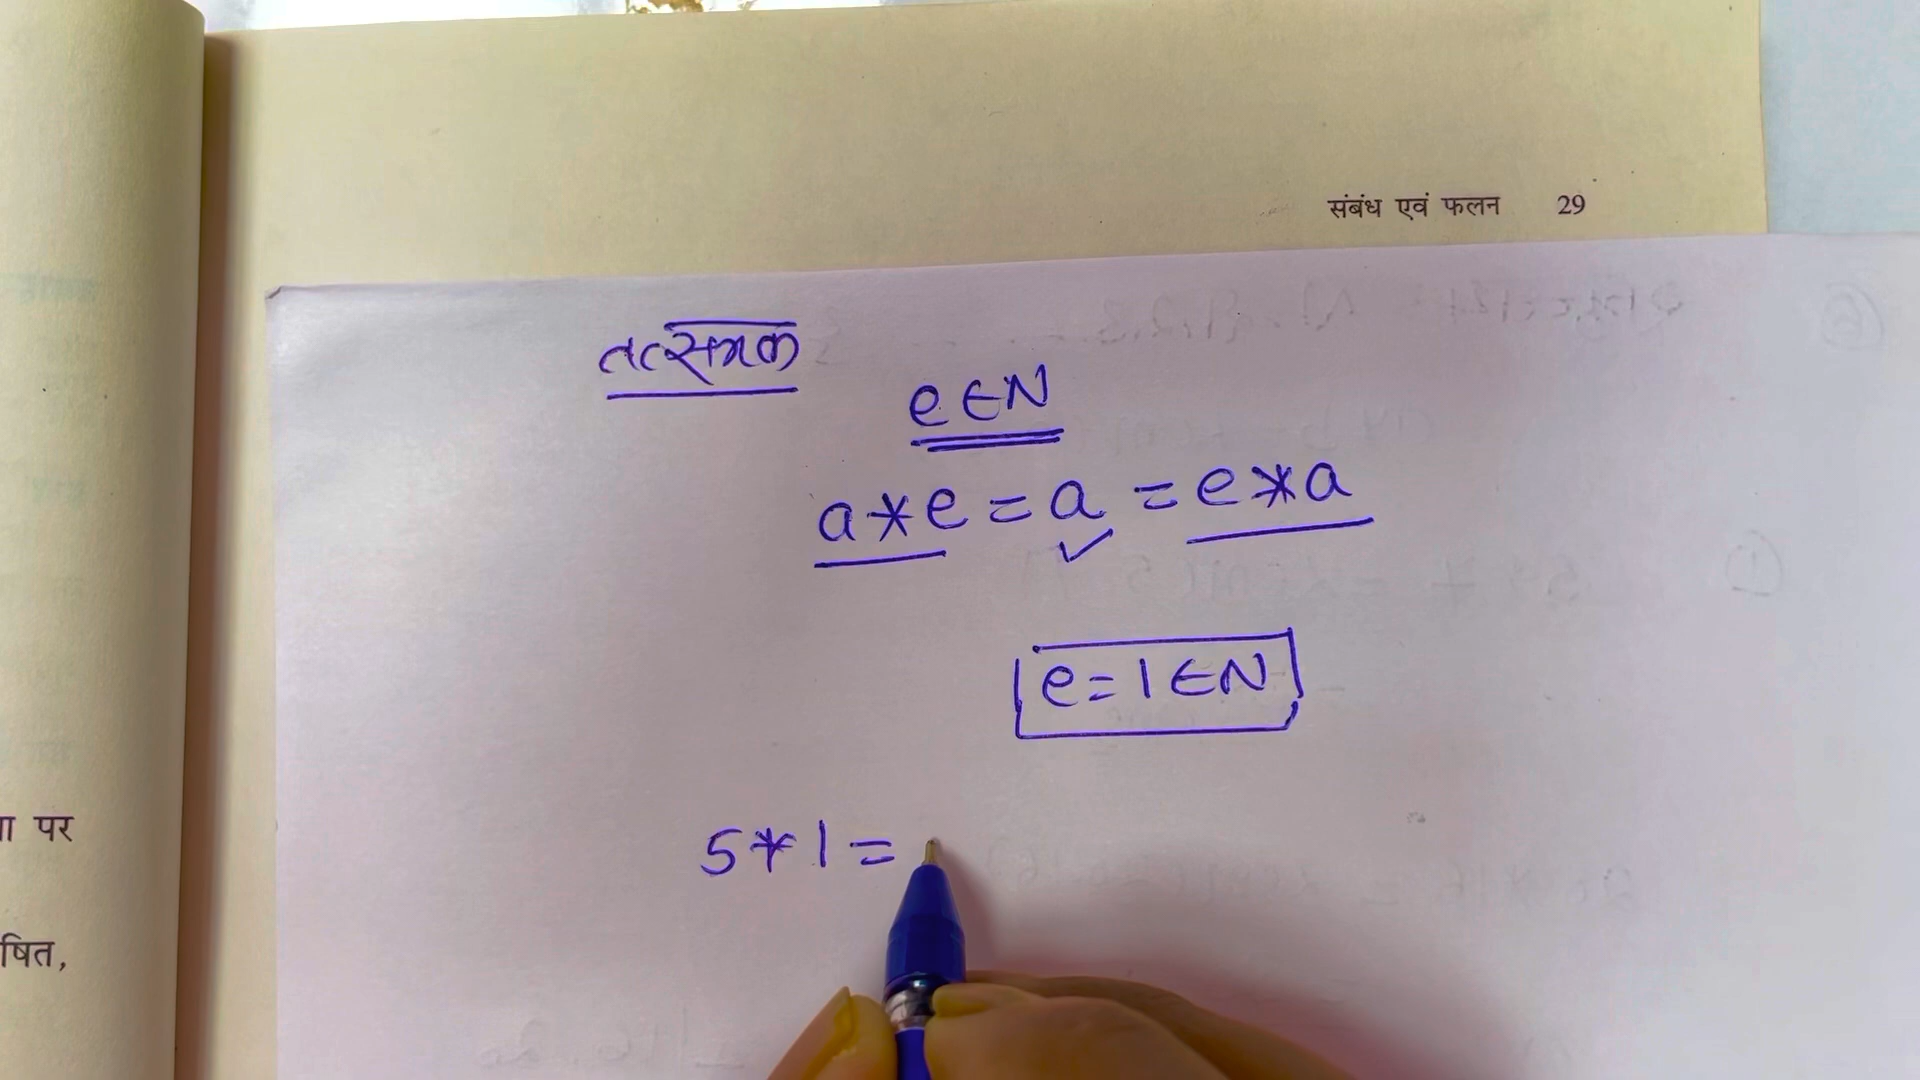 संबंध एवं फलन 29
तत्समक
e ∈ N
a * e = a = e * a
e = 1 ∈ N
5 * 1 =
पर
षित,